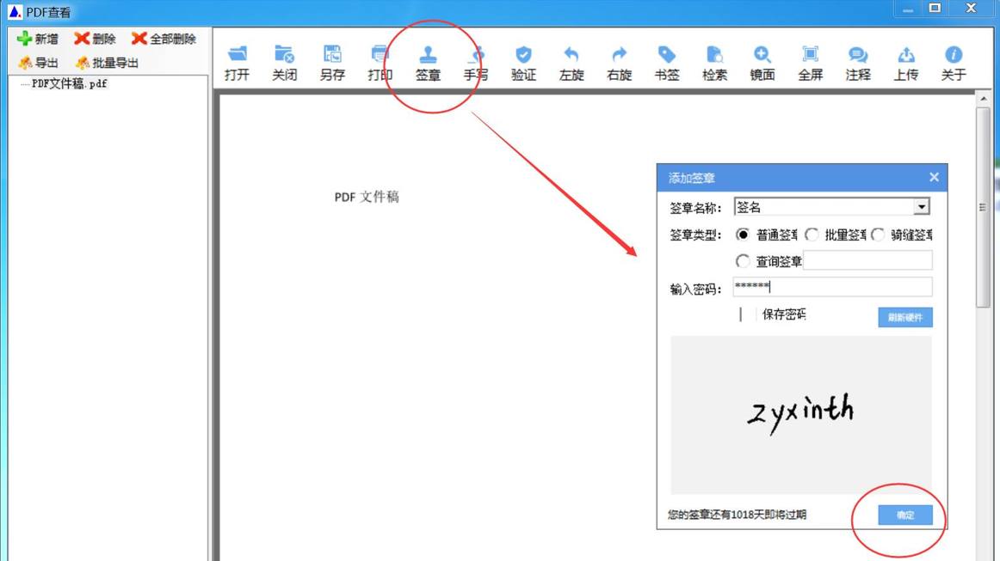 PDF查看
新增 删除 全部删除
导出 批量导出
PDF文件稿.pdf
打开 关闭 另存 打印 签章 手写 验证 左旋 右旋 书签 检索 镜面 全屏 注释 上传 关于
PDF 文件稿
添加签章
签章名称： 签名
签章类型： 普通签章 批量签章 骑缝签章
查询签章
输入密码： ******
保存密码
刷新硬件
zyxinth
您的签章还有1018天即将过期
确定